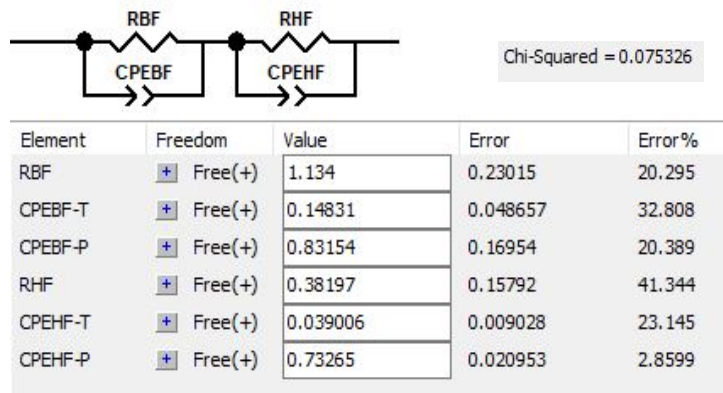 RBF RHF
CPEBF CPEHF
Chi-Squared = 0.075326
Element Freedom Value Error Error%
RBF + Free(+) 1.134 0.23015 20.295
CPEBF-T + Free(+) 0.14831 0.048657 32.808
CPEBF-P + Free(+) 0.83154 0.16954 20.389
RHF + Free(+) 0.38197 0.15792 41.344
CPEHF-T + Free(+) 0.039006 0.009028 23.145
CPEHF-P + Free(+) 0.73265 0.020953 2.8599